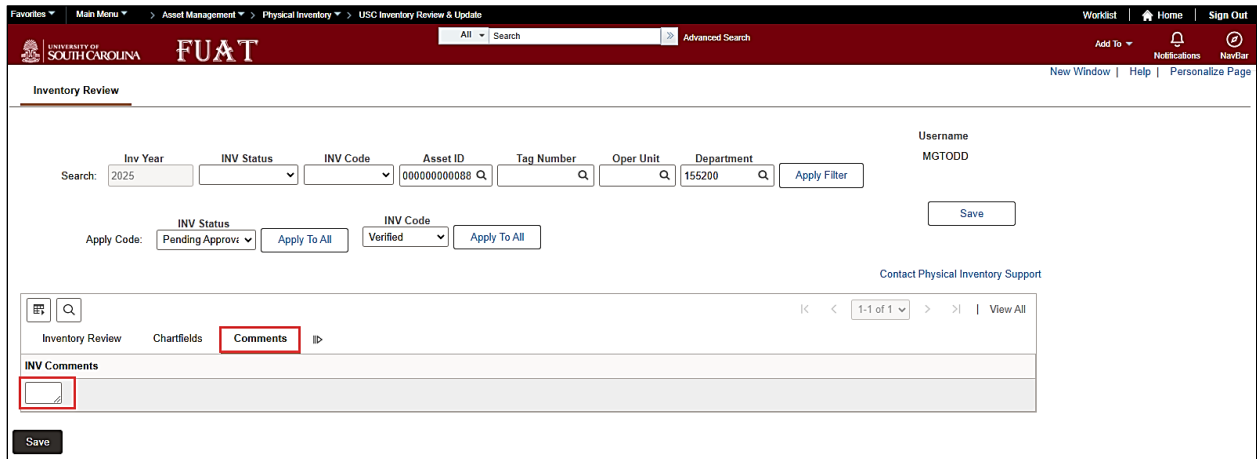 Favorites Main Menu > Asset Management > Physical Inventory > USC Inventory Review & Update Worklist Home Sign Out
UNIVERSITY OF SOUTH CAROLINA FUAT All Search Advanced Search Add To Notifications NavBar
New Window | Help | Personalize Page
Inventory Review
Username
MGTODD
Inv Year INV Status INV Code Asset ID Tag Number Oper Unit Department
Search: 2025 000000000088 155200 Apply Filter
Save
INV Status INV Code
Apply Code: Pending Approva Apply To All Verified Apply To All
Contact Physical Inventory Support
1-1 of 1 | View All
Inventory Review Chartfields Comments
INV Comments
Save